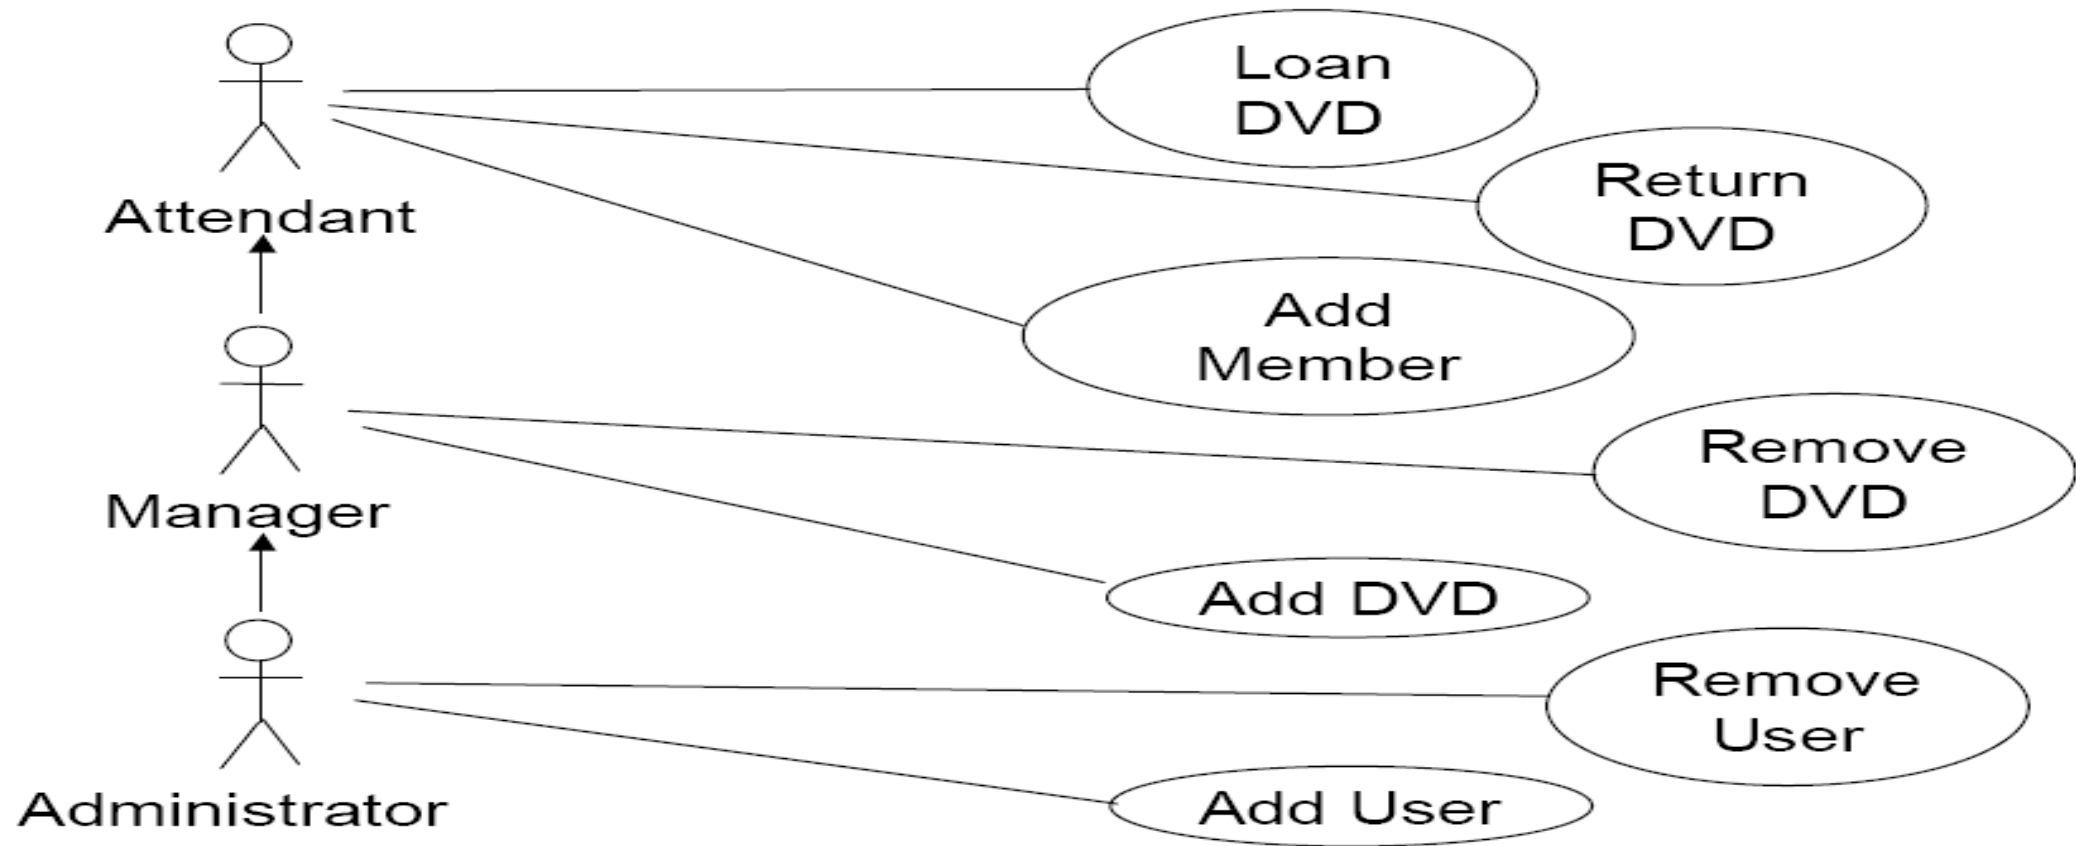 Loan
DVD
Attendant
Return
DVD
Add
Member
Manager
Remove
DVD
Add DVD
Remove
User
Administrator
Add User